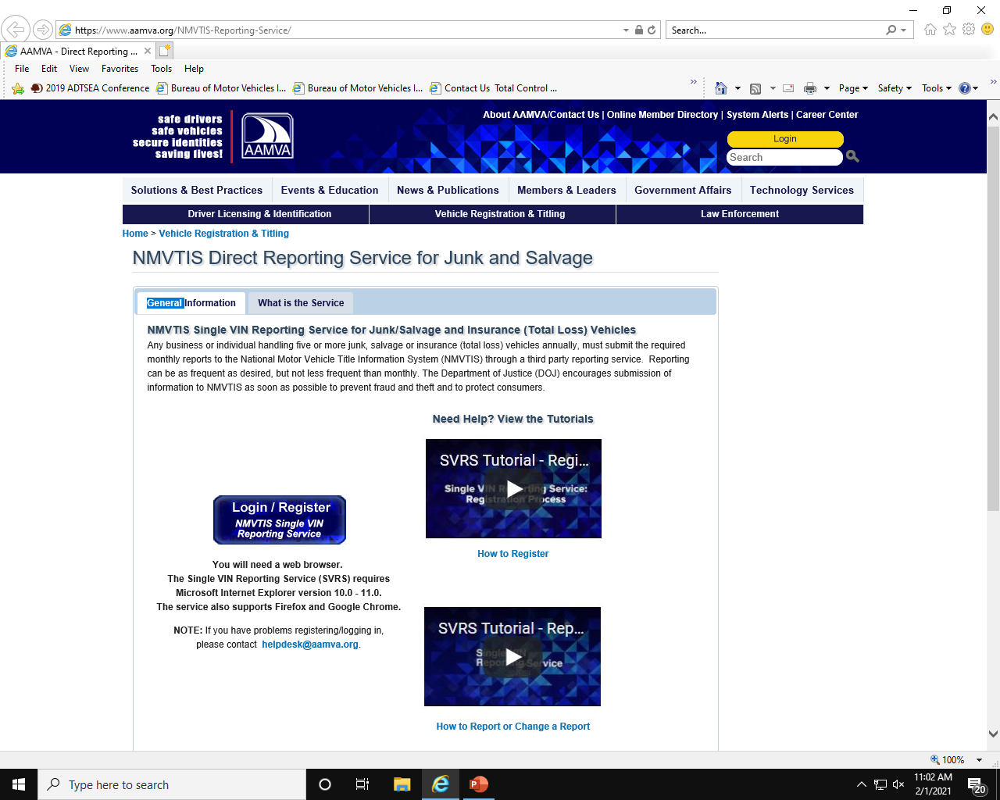 https://www.aamva.org/NMVTIS-Reporting-Service/
Search...
AAMVA - Direct Reporting ...
File Edit View Favorites Tools Help
2019 ADTSEA Conference Bureau of Motor Vehicles I... Bureau of Motor Vehicles I... Contact Us Total Control ... Page Safety Tools
safe drivers
safe vehicles
secure identities
saving lives!
AAMVA
About AAMVA/Contact Us | Online Member Directory | System Alerts | Career Center
Login
Search
Solutions & Best Practices Events & Education News & Publications Members & Leaders Government Affairs Technology Services
Driver Licensing & Identification Vehicle Registration & Titling Law Enforcement
Home > Vehicle Registration & Titling
NMVTIS Direct Reporting Service for Junk and Salvage
General Information What is the Service
NMVTIS Single VIN Reporting Service for Junk/Salvage and Insurance (Total Loss) Vehicles
Any business or individual handling five or more junk, salvage or insurance (total loss) vehicles annually, must submit the required
monthly reports to the National Motor Vehicle Title Information System (NMVTIS) through a third party reporting service. Reporting
can be as frequent as desired, but not less frequent than monthly. The Department of Justice (DOJ) encourages submission of
information to NMVTIS as soon as possible to prevent fraud and theft and to protect consumers.
Login / Register
NMVTIS Single VIN
Reporting Service
You will need a web browser.
The Single VIN Reporting Service (SVRS) requires
Microsoft Internet Explorer version 10.0 - 11.0.
The service also supports Firefox and Google Chrome.
NOTE: If you have problems registering/logging in,
please contact helpdesk@aamva.org.
Need Help? View the Tutorials
SVRS Tutorial - Regi...
Single VIN Reporting Service:
Registration Process
How to Register
SVRS Tutorial - Rep...
Single VIN
Reporting Service
How to Report or Change a Report
100%
Type here to search
11:02 AM
2/1/2021
20